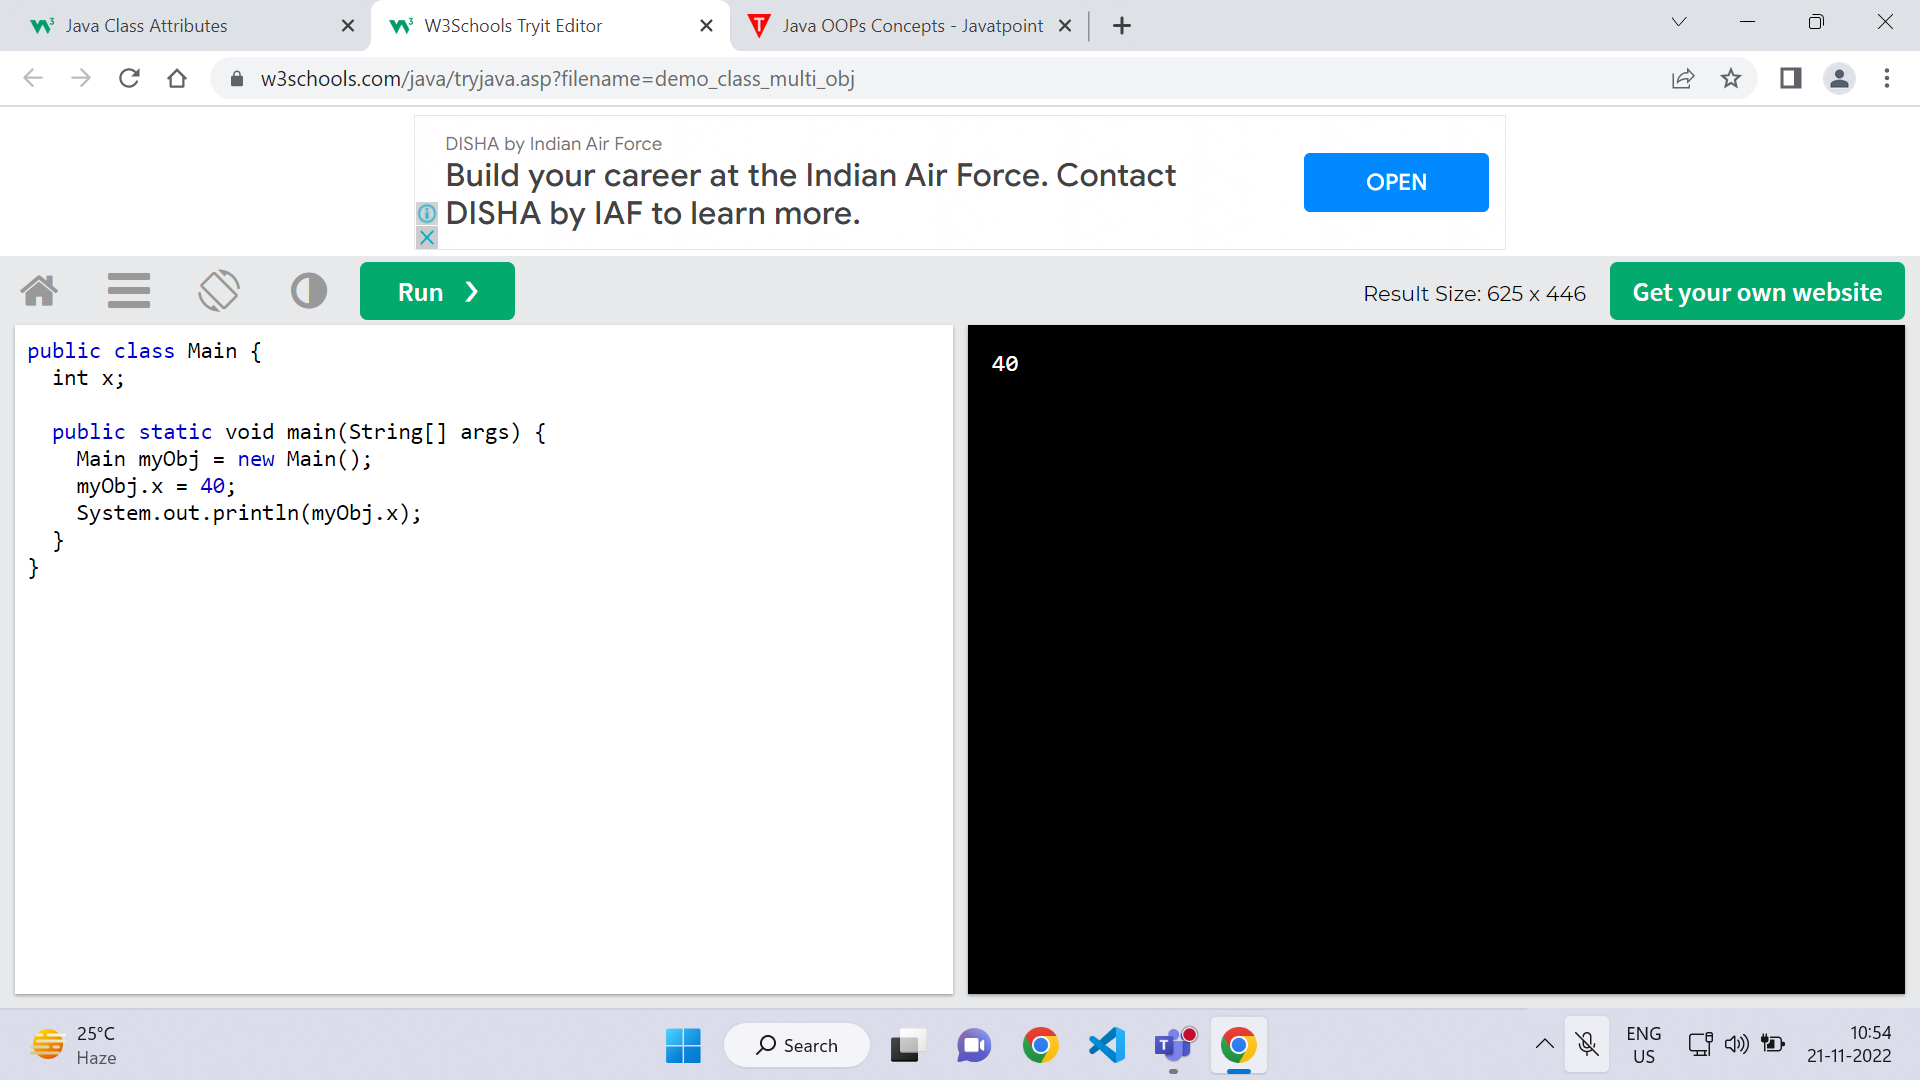 Java Class Attributes
W3Schools Tryit Editor
Java OOPs Concepts - Javatpoint
w3schools.com/java/tryjava.asp?filename=demo_class_multi_obj
DISHA by Indian Air Force
Build your career at the Indian Air Force. Contact
DISHA by IAF to learn more.
OPEN
Run ❯
Result Size: 625 x 446
Get your own website
public class Main {
  int x;
  public static void main(String[] args) {
    Main myObj = new Main();
    myObj.x = 40;
    System.out.println(myObj.x);
  }
}
40
25°C
Haze
Search
ENG
US
10:54
21-11-2022